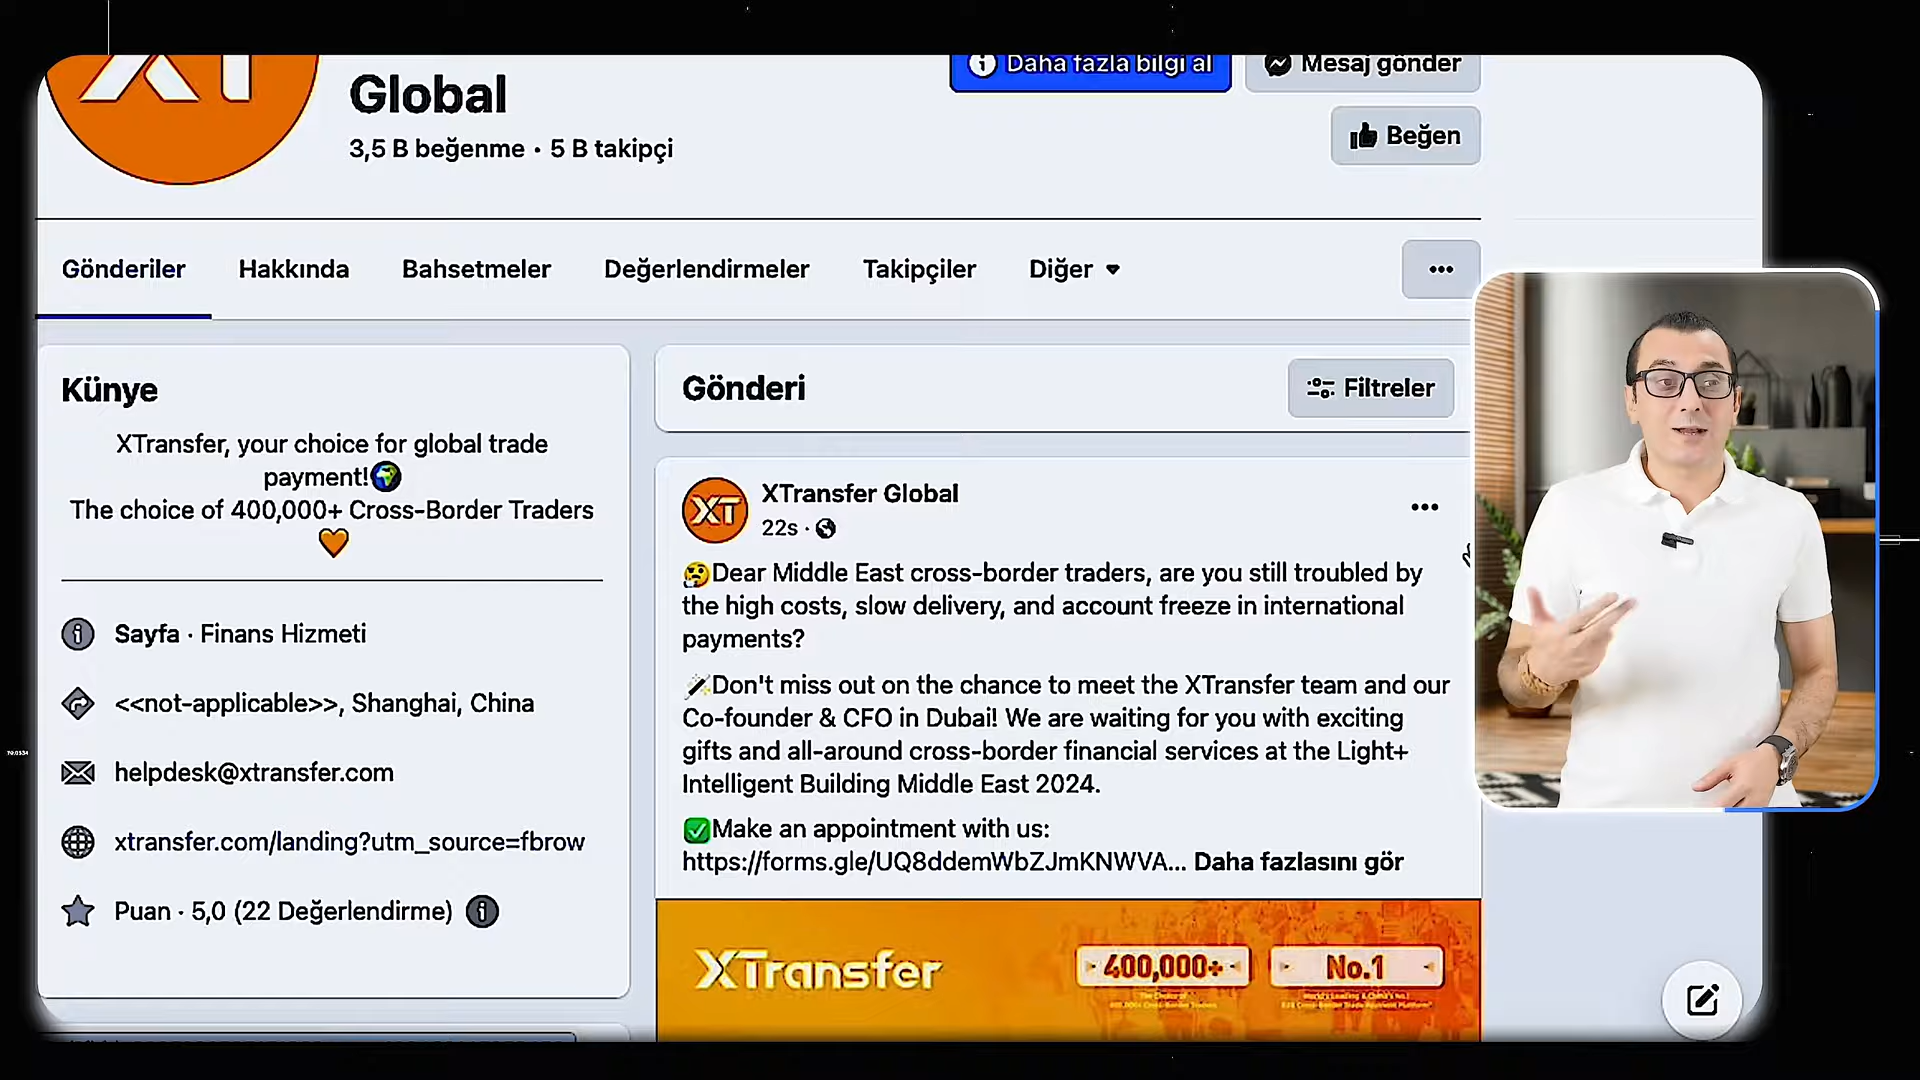 XT
Global
3,5 B beğenme · 5 B takipçi
Daha fazla bilgi al
Mesaj gönder
Beğen
Gönderiler
Hakkında
Bahsetmeler
Değerlendirmeler
Takipçiler
Diğer
Künye
XTransfer, your choice for global trade
payment!🌍
The choice of 400,000+ Cross-Border Traders
🧡
Sayfa · Finans Hizmeti
<<not-applicable>>, Shanghai, China
helpdesk@xtransfer.com
xtransfer.com/landing?utm_source=fbrow
Puan · 5,0 (22 Değerlendirme)
Gönderi
Filtreler
XT
XTransfer Global
22s ·
🤔Dear Middle East cross-border traders, are you still troubled by
the high costs, slow delivery, and account freeze in international
payments?
🪄Don't miss out on the chance to meet the XTransfer team and our
Co-founder & CFO in Dubai! We are waiting for you with exciting
gifts and all-around cross-border financial services at the Light+
Intelligent Building Middle East 2024.
✅Make an appointment with us:
https://forms.gle/UQ8ddemWbZJmKNWVA... Daha fazlasını gör
XTransfer
400,000+
No.1